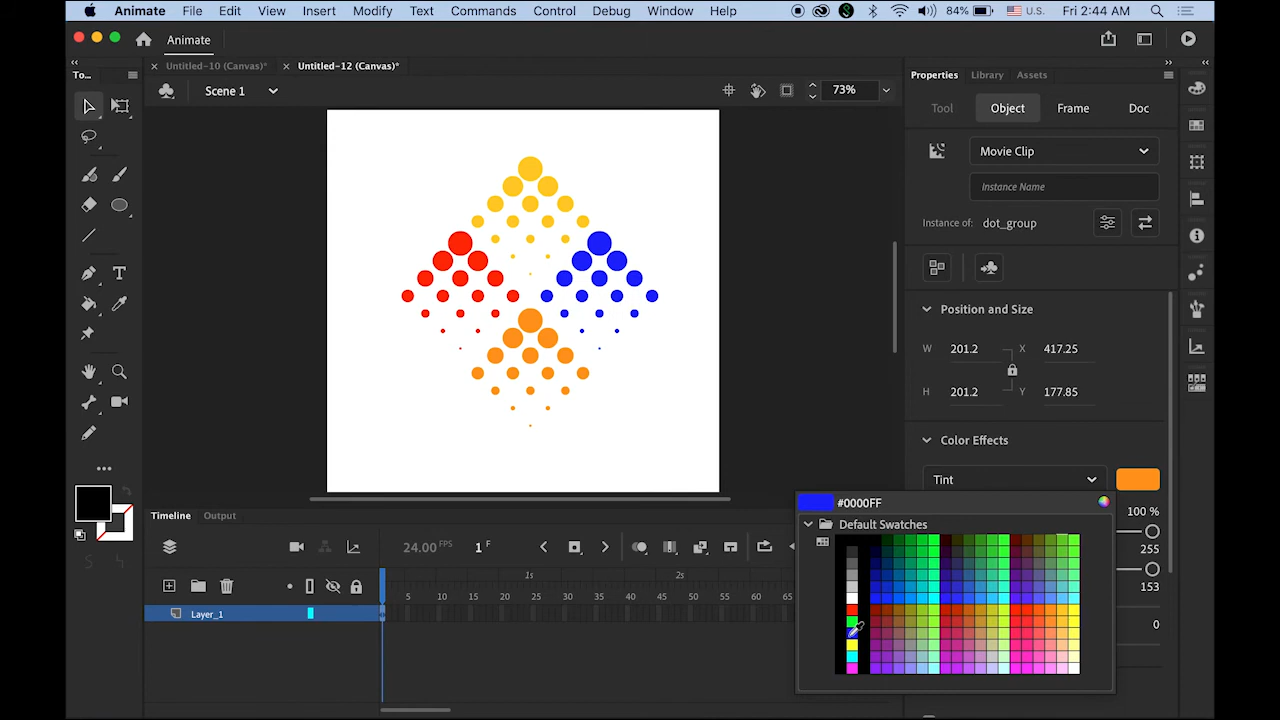 Animate File Edit View Insert Modify Text Commands Control Debug Window Help 84% U.S. Fri 2:44 AM
Animate
To...
Untitled-10 (Canvas)* Untitled-12 (Canvas)*
Properties Library Assets
Scene 1 73%
Tool Object Frame Doc
Movie Clip
Instance Name
Instance of: dot_group
Position and Size
W 201.2 X 417.25
H 201.2 Y 177.85
Color Effects
Tint
#0000FF
100 %
Timeline Output
Default Swatches
24.00 FPS 1 F
255
153
1s 2s
5 10 15 20 25 30 35 40 45 50 55 60 65
Layer_1
0